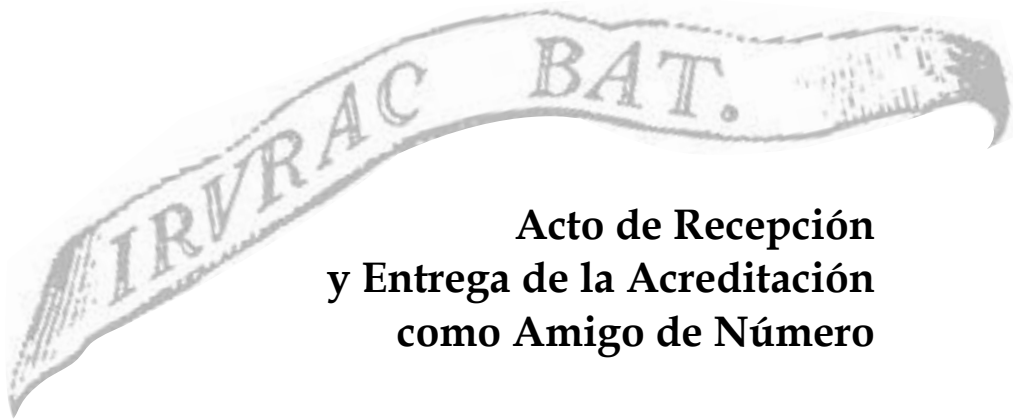 IRVRAC BAT.
Acto de Recepción
y Entrega de la Acreditación
como Amigo de Número